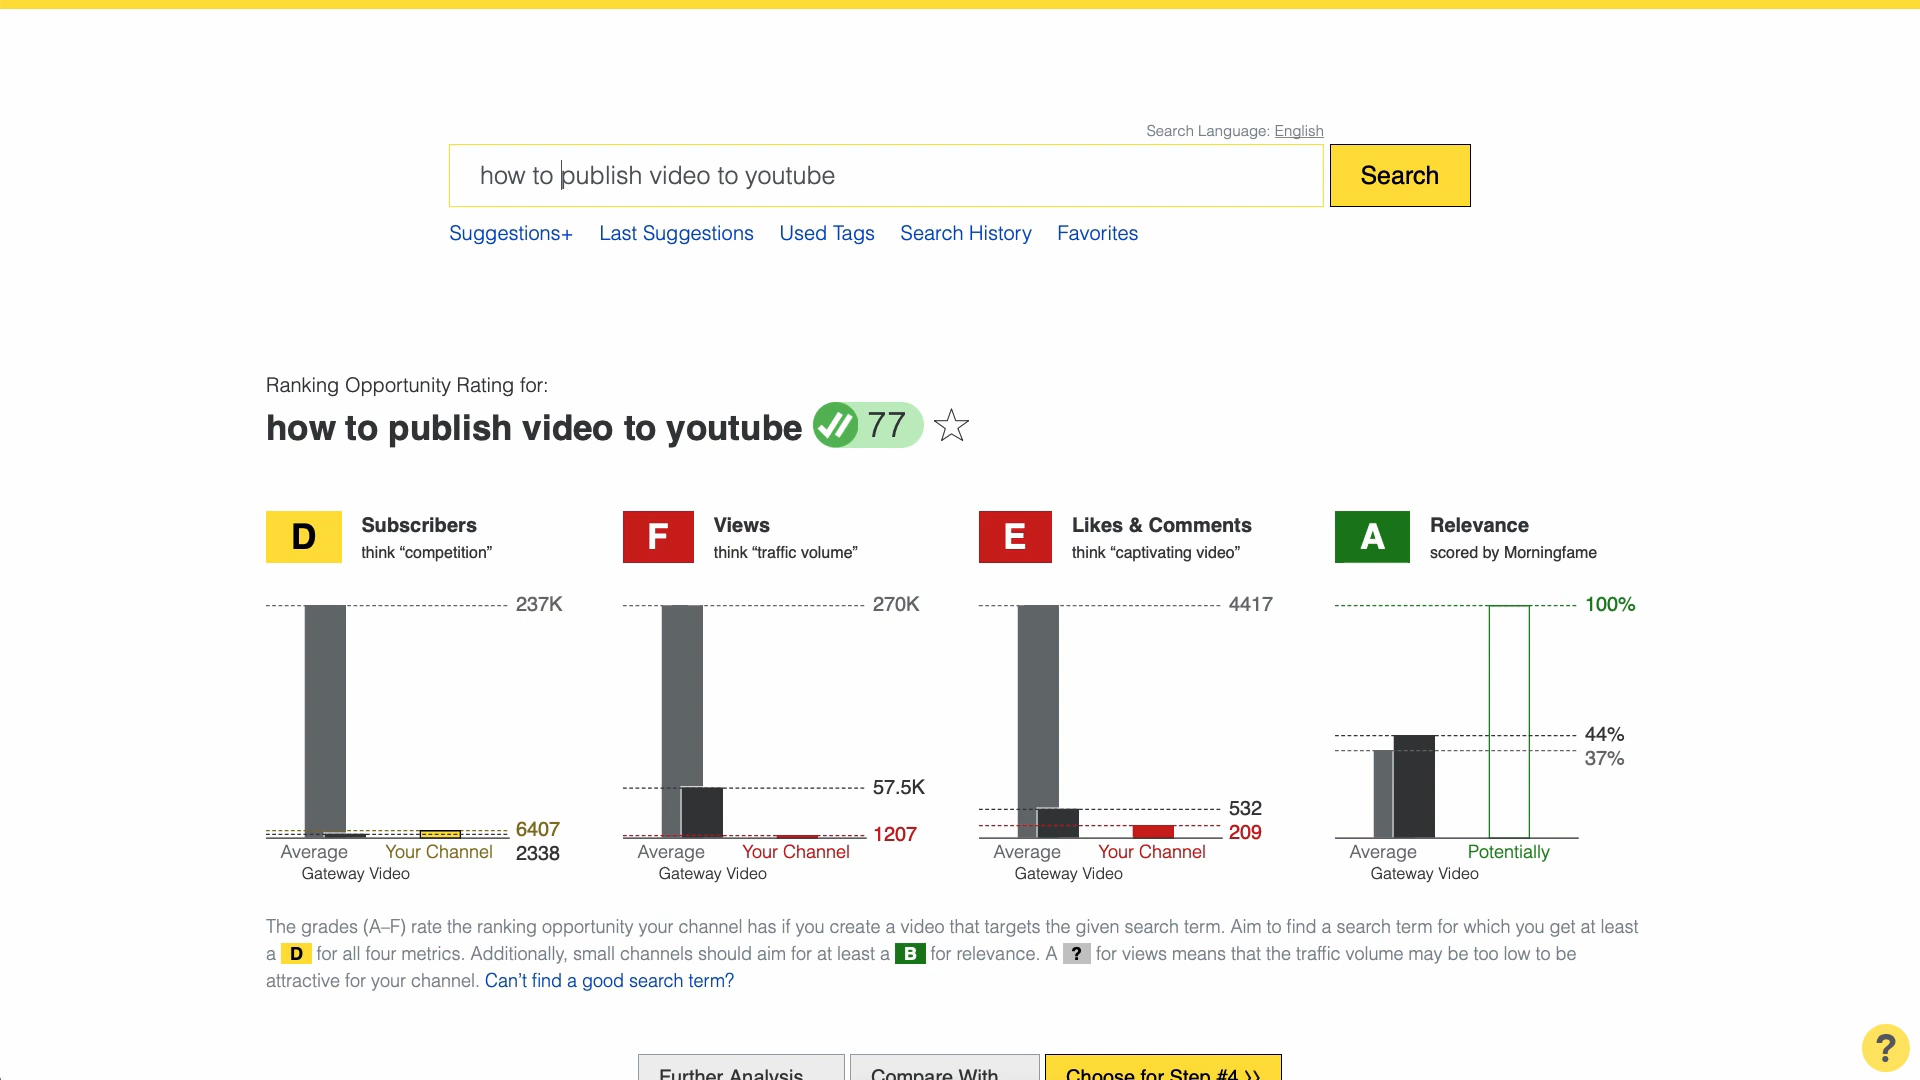 Search Language: English
how to publish video to youtube
Search
Suggestions+ Last Suggestions Used Tags Search History Favorites
Ranking Opportunity Rating for:
how to publish video to youtube 77
D Subscribers
think “competition”
237K
6407
2338
Average Your Channel
Gateway Video
F Views
think “traffic volume”
270K
57.5K
1207
Average Your Channel
Gateway Video
E Likes & Comments
think “captivating video”
4417
532
209
Average Your Channel
Gateway Video
A Relevance
scored by Morningfame
100%
44%
37%
Average Potentially
Gateway Video
The grades (A–F) rate the ranking opportunity your channel has if you create a video that targets the given search term. Aim to find a search term for which you get at least
a D for all four metrics. Additionally, small channels should aim for at least a B for relevance. A ? for views means that the traffic volume may be too low to be
attractive for your channel. Can’t find a good search term?
Further Analysis Compare With Choose for Step #4 ❯❯
?